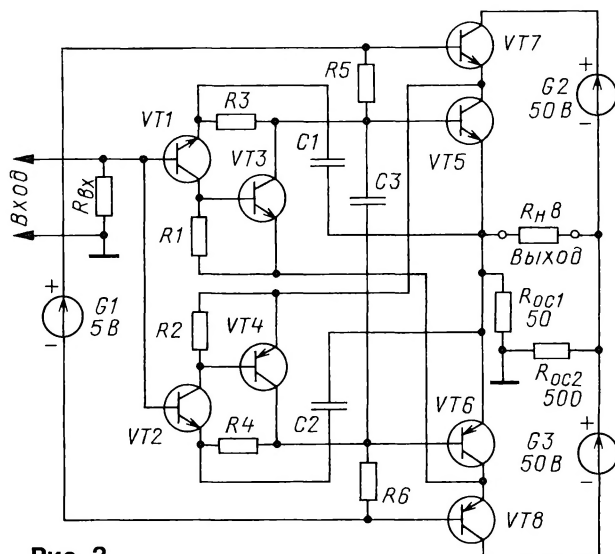 VT7
R5
+
G2
50 В
-
VT1
R3
VT3
C1
C3
VT5
Вход
Rвх
R1
Rн 8
Выход
+
G1
5 В
-
R2
VT4
Rос1
50
Rос2
500
VT2
R4
C2
VT6
+
G3
50 В
-
R6
VT8
Рис. 2